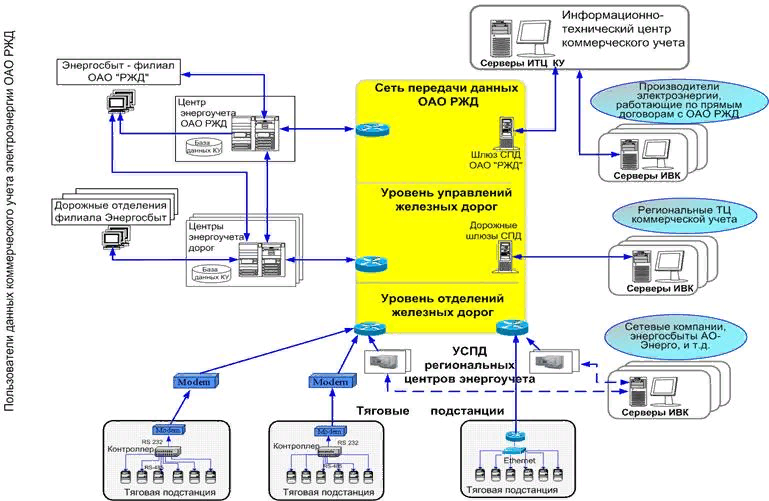 Пользователи данных коммерческого учета электроэнергии ОАО РЖД
Информационно-
технический центр
коммерческого учета
Серверы ИТЦ КУ
Энергосбыт - филиал
ОАО "РЖД"
Центр
энергоучета
ОАО РЖД
База
данных КУ
Сеть передачи данных
ОАО РЖД
Шлюз СПД
ОАО "РЖД"
Производители
электроэнергии,
работающие по прямым
договорам с ОАО РЖД
Серверы ИВК
Дорожные отделения
филиала Энергосбыт
Центры
энергоучета
дорог
База
данных КУ
Уровень управлений
железных дорог
Дорожные
шлюзы СПД
Региональные ТЦ
коммерческой учета
Серверы ИВК
Уровень отделений
железных дорог
УСПД
региональных
центров энергоучета
Сетевые компании,
энергосбыты АО-
Энерго, и т.д.
Серверы ИВК
Тяговые подстанции
Modem
Modem
Modem
RS 232
Контроллер
RS-485
Тяговая подстанция
Modem
RS 232
Контроллер
RS-485
Тяговая подстанция
Ethernet
Тяговая подстанция